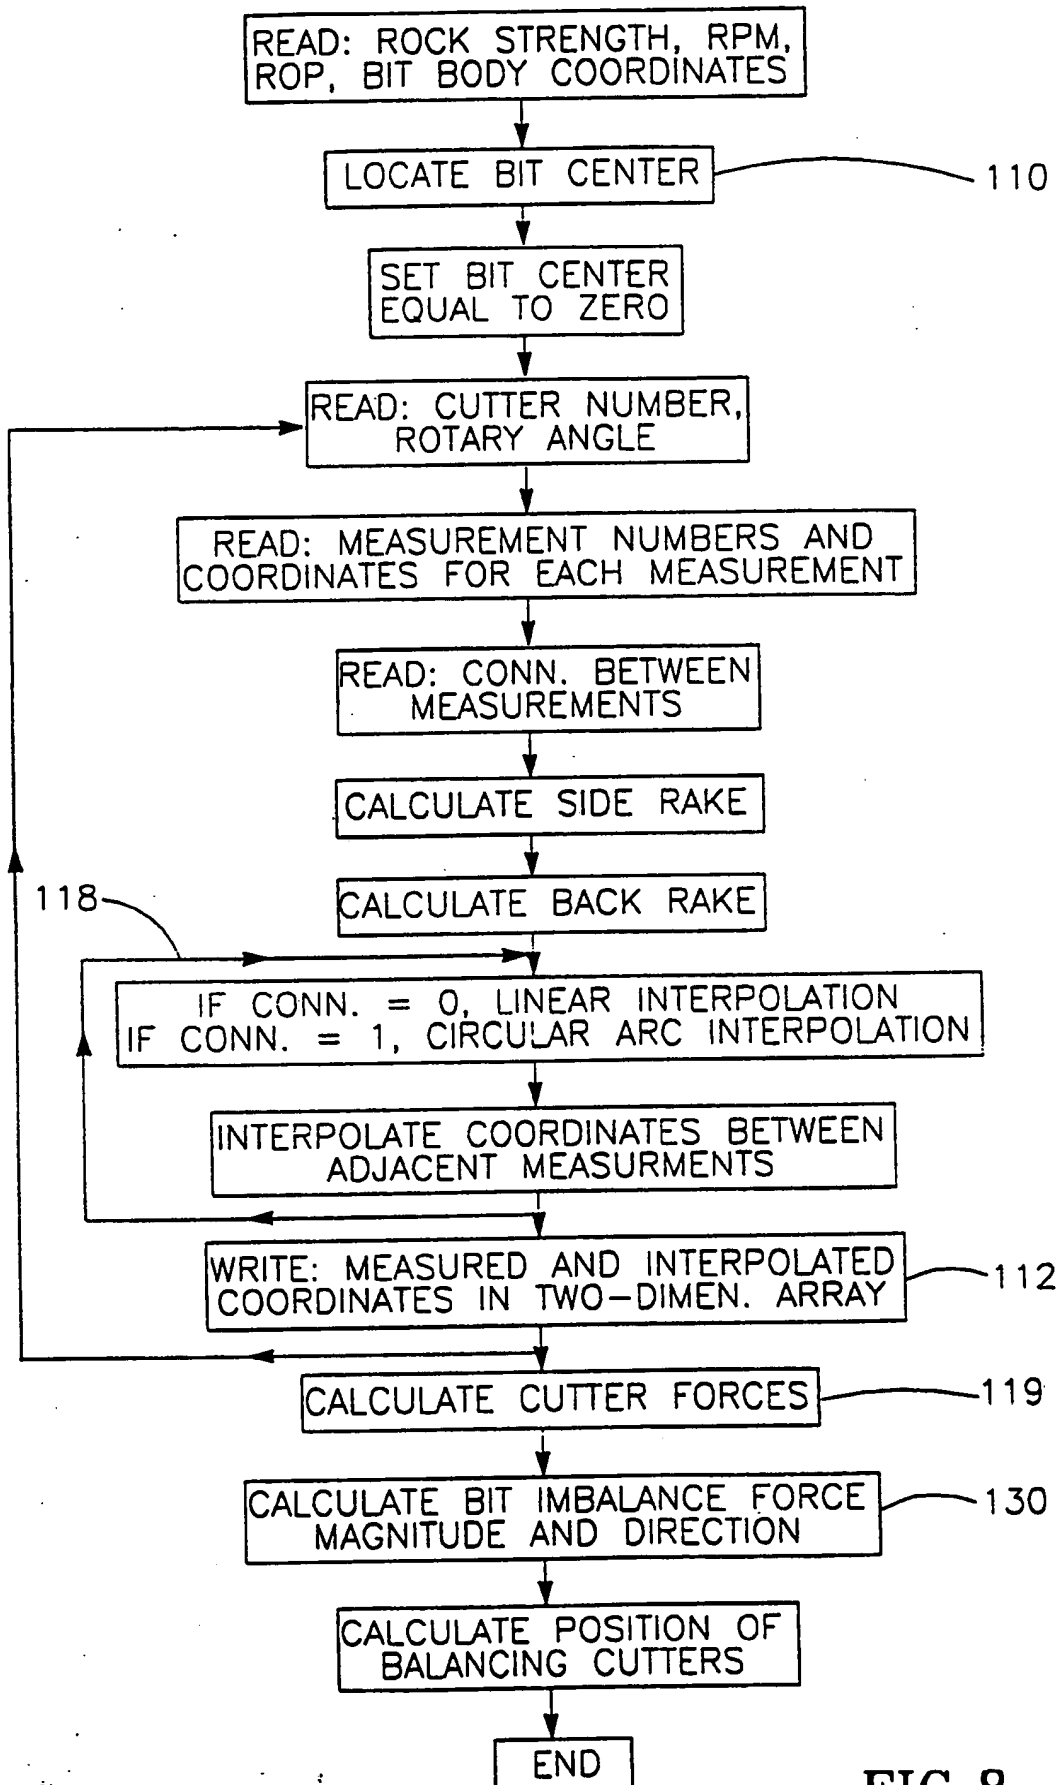 READ: ROCK STRENGTH, RPM,
ROP, BIT BODY COORDINATES
LOCATE BIT CENTER
110
SET BIT CENTER
EQUAL TO ZERO
READ: CUTTER NUMBER,
ROTARY ANGLE
READ: MEASUREMENT NUMBERS AND
COORDINATES FOR EACH MEASUREMENT
READ: CONN. BETWEEN
MEASUREMENTS
CALCULATE SIDE RAKE
CALCULATE BACK RAKE
118
IF CONN. = 0, LINEAR INTERPOLATION
IF CONN. = 1, CIRCULAR ARC INTERPOLATION
INTERPOLATE COORDINATES BETWEEN
ADJACENT MEASURMENTS
WRITE: MEASURED AND INTERPOLATED
COORDINATES IN TWO-DIMEN. ARRAY
112
CALCULATE CUTTER FORCES
119
CALCULATE BIT IMBALANCE FORCE
MAGNITUDE AND DIRECTION
130
CALCULATE POSITION OF
BALANCING CUTTERS
END
FIG. 8